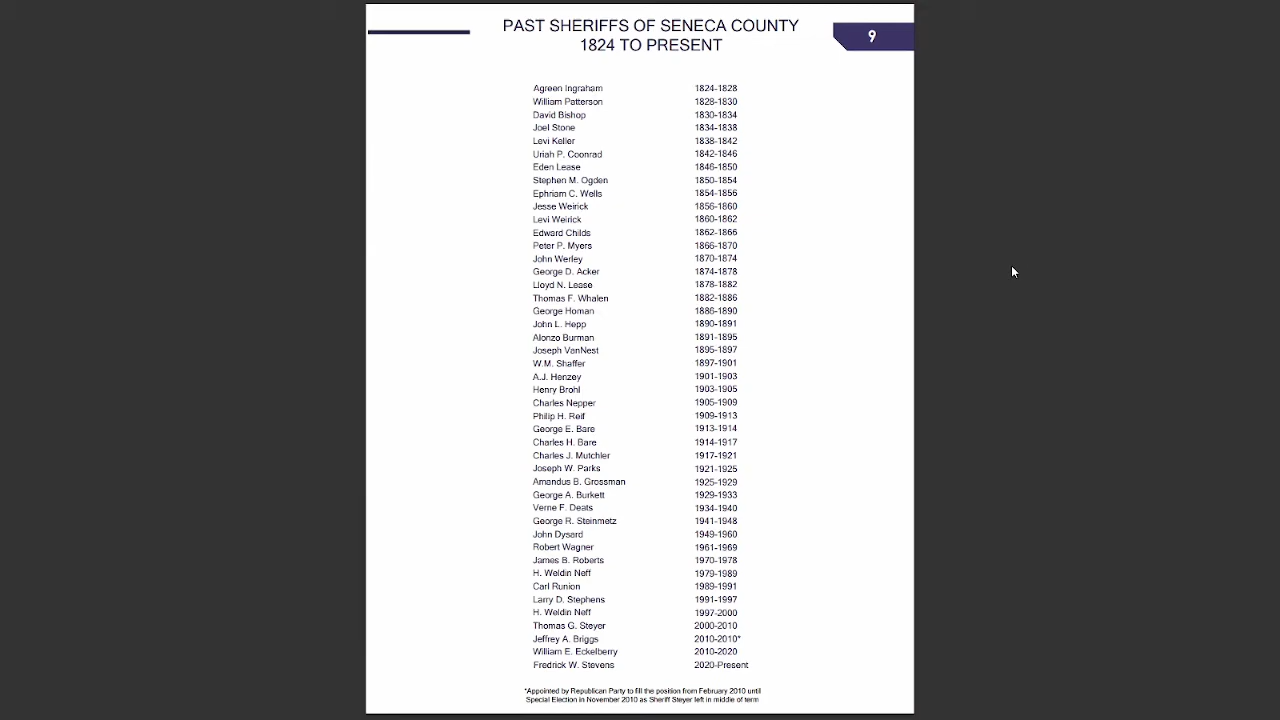 PAST SHERIFFS OF SENECA COUNTY
1824 TO PRESENT
9
Agreen Ingraham 1824-1828
William Patterson 1828-1830
David Bishop 1830-1834
Joel Stone 1834-1838
Levi Keller 1838-1842
Uriah P. Coonrad 1842-1846
Eden Lease 1846-1850
Stephen M. Ogden 1850-1854
Ephriam C. Wells 1854-1856
Jesse Weirick 1856-1860
Levi Weirick 1860-1862
Edward Childs 1862-1866
Peter P. Myers 1866-1870
John Werley 1870-1874
George D. Acker 1874-1878
Lloyd N. Lease 1878-1882
Thomas F. Whalen 1882-1886
George Homan 1886-1890
John L. Hepp 1890-1891
Alonzo Burman 1891-1895
Joseph VanNest 1895-1897
W.M. Shaffer 1897-1901
A.J. Henzey 1901-1903
Henry Brohl 1903-1905
Charles Nepper 1905-1909
Philip H. Reif 1909-1913
George E. Bare 1913-1914
Charles H. Bare 1914-1917
Charles J. Mutchler 1917-1921
Joseph W. Parks 1921-1925
Amandus B. Grossman 1925-1929
George A. Burkett 1929-1933
Verne F. Deats 1934-1940
George R. Steinmetz 1941-1948
John Dysard 1949-1960
Robert Wagner 1961-1969
James B. Roberts 1970-1978
H. Weldin Neff 1979-1989
Carl Runion 1989-1991
Larry D. Stephens 1991-1997
H. Weldin Neff 1997-2000
Thomas G. Steyer 2000-2010
Jeffrey A. Briggs 2010-2010*
William E. Eckelberry 2010-2020
Fredrick W. Stevens 2020-Present
*Appointed by Republican Party to fill the position from February 2010 until
Special Election in November 2010 as Sheriff Steyer left in middle of term